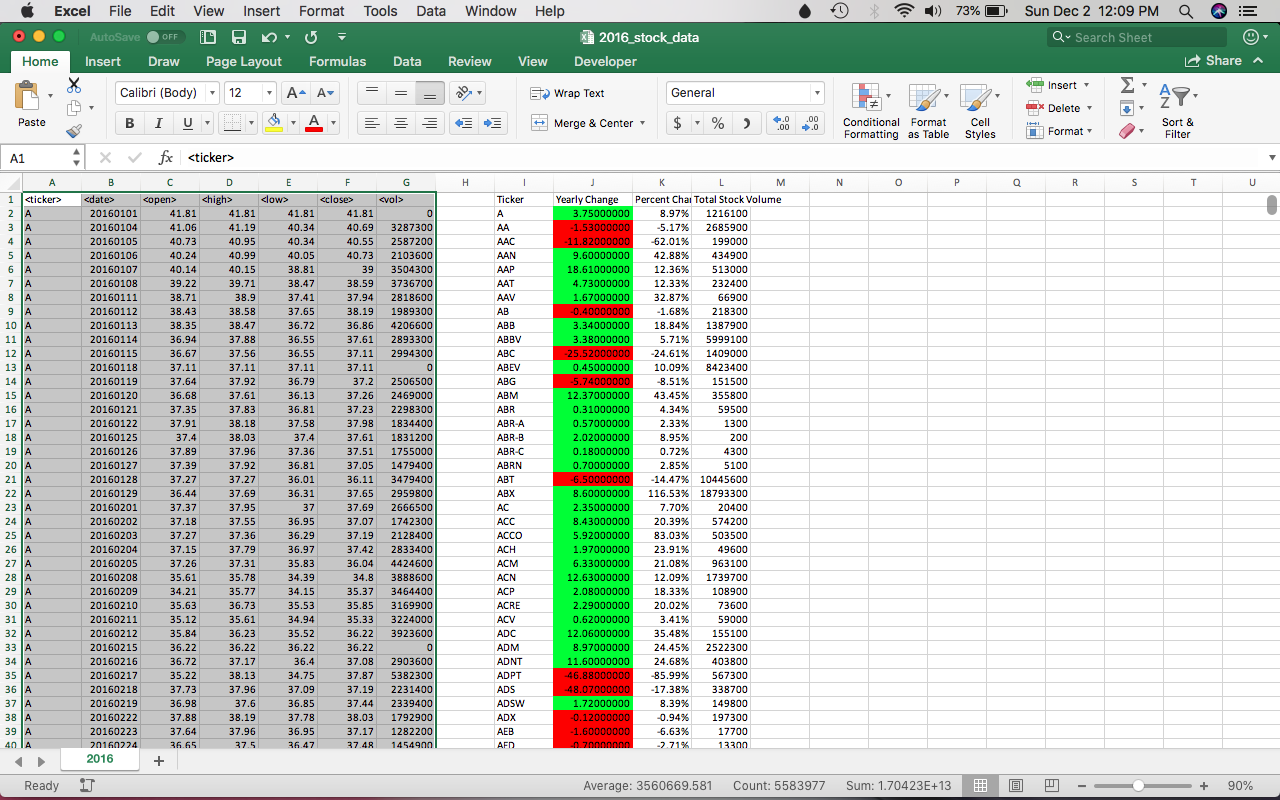 Excel File Edit View Insert Format Tools Data Window Help 73% Sun Dec 2 12:09 PM
AutoSave OFF 2016_stock_data Search Sheet
Home Insert Draw Page Layout Formulas Data Review View Developer Share
Paste Calibri (Body) 12 A A Wrap Text General Conditional Formatting Format as Table Cell Styles Insert Sort & Filter
B I U A Merge & Center $ % Delete
Format
A1 fx <ticker>
A B C D E F G H I J K L M N O P Q R S T U
1 <ticker> <date> <open> <high> <low> <close> <vol> Ticker Yearly Change Percent Chan Total Stock Volume
2 A 20160101 41.81 41.81 41.81 41.81 0 A 3.75000000 8.97% 1216100
3 A 20160104 41.06 41.19 40.34 40.69 3287300 AA -1.53000000 -5.17% 2685900
4 A 20160105 40.73 40.95 40.34 40.55 2587200 AAC -11.82000000 -62.01% 199000
5 A 20160106 40.24 40.99 40.05 40.73 2103600 AAN 9.60000000 42.88% 434900
6 A 20160107 40.14 40.15 38.81 39 3504300 AAP 18.61000000 12.36% 513000
7 A 20160108 39.22 39.71 38.47 38.59 3736700 AAT 4.73000000 12.33% 232400
8 A 20160111 38.71 38.9 37.41 37.94 2818600 AAV 1.67000000 32.87% 66900
9 A 20160112 38.43 38.58 37.65 38.19 1989300 AB -0.40000000 -1.68% 218300
10 A 20160113 38.35 38.47 36.72 36.86 4206600 ABB 3.34000000 18.84% 1387900
11 A 20160114 36.94 37.88 36.55 37.61 2893300 ABBV 3.38000000 5.71% 5999100
12 A 20160115 36.67 37.56 36.55 37.11 2994300 ABC -25.52000000 -24.61% 1409000
13 A 20160118 37.11 37.11 37.11 37.11 0 ABEV 0.45000000 10.09% 8423400
14 A 20160119 37.64 37.92 36.79 37.2 2506500 ABG -5.74000000 -8.51% 151500
15 A 20160120 36.68 37.61 36.13 37.26 2469000 ABM 12.37000000 43.45% 355800
16 A 20160121 37.35 37.83 36.81 37.23 2298300 ABR 0.31000000 4.34% 59500
17 A 20160122 37.91 38.18 37.58 37.98 1834400 ABR-A 0.57000000 2.33% 1300
18 A 20160125 37.4 38.03 37.4 37.61 1831200 ABR-B 2.02000000 8.95% 200
19 A 20160126 37.89 37.96 37.36 37.51 1755000 ABR-C 0.18000000 0.72% 4300
20 A 20160127 37.39 37.92 36.81 37.05 1479400 ABRN 0.70000000 2.85% 5100
21 A 20160128 37.27 37.27 36.01 36.11 3479400 ABT -6.50000000 -14.47% 10445600
22 A 20160129 36.44 37.69 36.31 37.65 2959800 ABX 8.60000000 116.53% 18793300
23 A 20160201 37.37 37.95 37 37.69 2666500 AC 2.35000000 7.70% 20400
24 A 20160202 37.18 37.55 36.95 37.07 1742300 ACC 8.43000000 20.39% 574200
25 A 20160203 37.27 37.36 36.29 37.19 2128400 ACCO 5.92000000 83.03% 503500
26 A 20160204 37.15 37.79 36.97 37.42 2833400 ACH 1.97000000 23.91% 49600
27 A 20160205 37.26 37.31 35.83 36.04 4424600 ACM 6.33000000 21.08% 963100
28 A 20160208 35.61 35.78 34.39 34.8 3888600 ACN 12.63000000 12.09% 1739700
29 A 20160209 34.21 35.77 34.15 35.37 3464400 ACP 2.08000000 18.33% 108900
30 A 20160210 35.63 36.73 35.53 35.85 3169900 ACRE 2.29000000 20.02% 73600
31 A 20160211 35.12 35.61 34.94 35.33 3224000 ACV 0.62000000 3.41% 59000
32 A 20160212 35.84 36.23 35.52 36.22 3923600 ADC 12.06000000 35.48% 155100
33 A 20160215 36.22 36.22 36.22 36.22 0 ADM 8.97000000 24.45% 2522300
34 A 20160216 36.72 37.17 36.4 37.08 2903600 ADNT 11.60000000 24.68% 403800
35 A 20160217 35.22 38.13 34.75 37.87 5382300 ADPT -46.88000000 -85.99% 567300
36 A 20160218 37.73 37.96 37.09 37.19 2231400 ADS -48.07000000 -17.38% 338700
37 A 20160219 36.98 37.6 36.85 37.44 2339400 ADSW 1.72000000 8.39% 149800
38 A 20160222 37.88 38.19 37.78 38.03 1792900 ADX -0.12000000 -0.94% 197300
39 A 20160223 37.64 37.96 36.95 37.17 1282200 AEB -1.60000000 -6.63% 17700
40 A 20160224 36.65 37.5 36.47 37.48 1454900 AED -0.70000000 -2.71% 13300
2016 +
Ready Average: 3560669.581 Count: 5583977 Sum: 1.70423E+13 90%